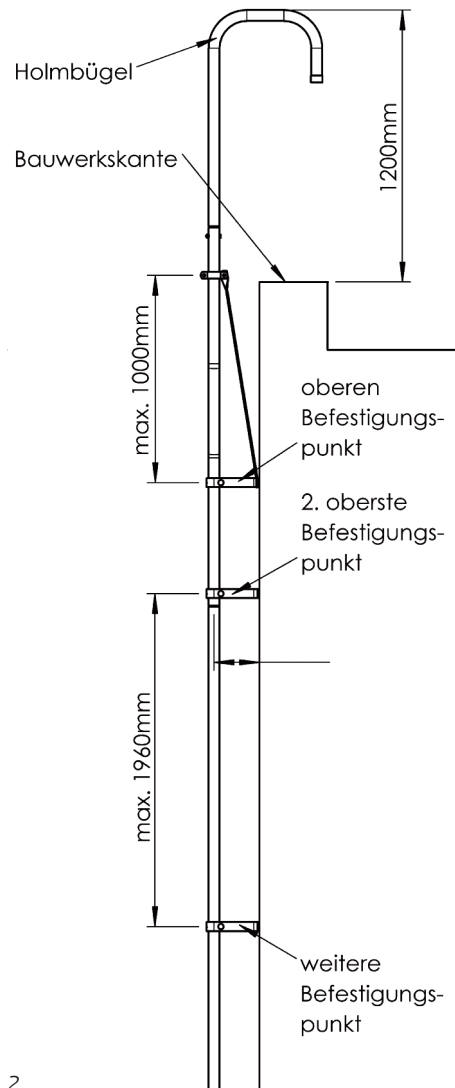 Holmbügel
1200mm
Bauwerkskante
max. 1000mm
oberen
Befestigungs-
punkt
2. oberste
Befestigungs-
punkt
max. 1960mm
weitere
Befestigungs-
punkt
2